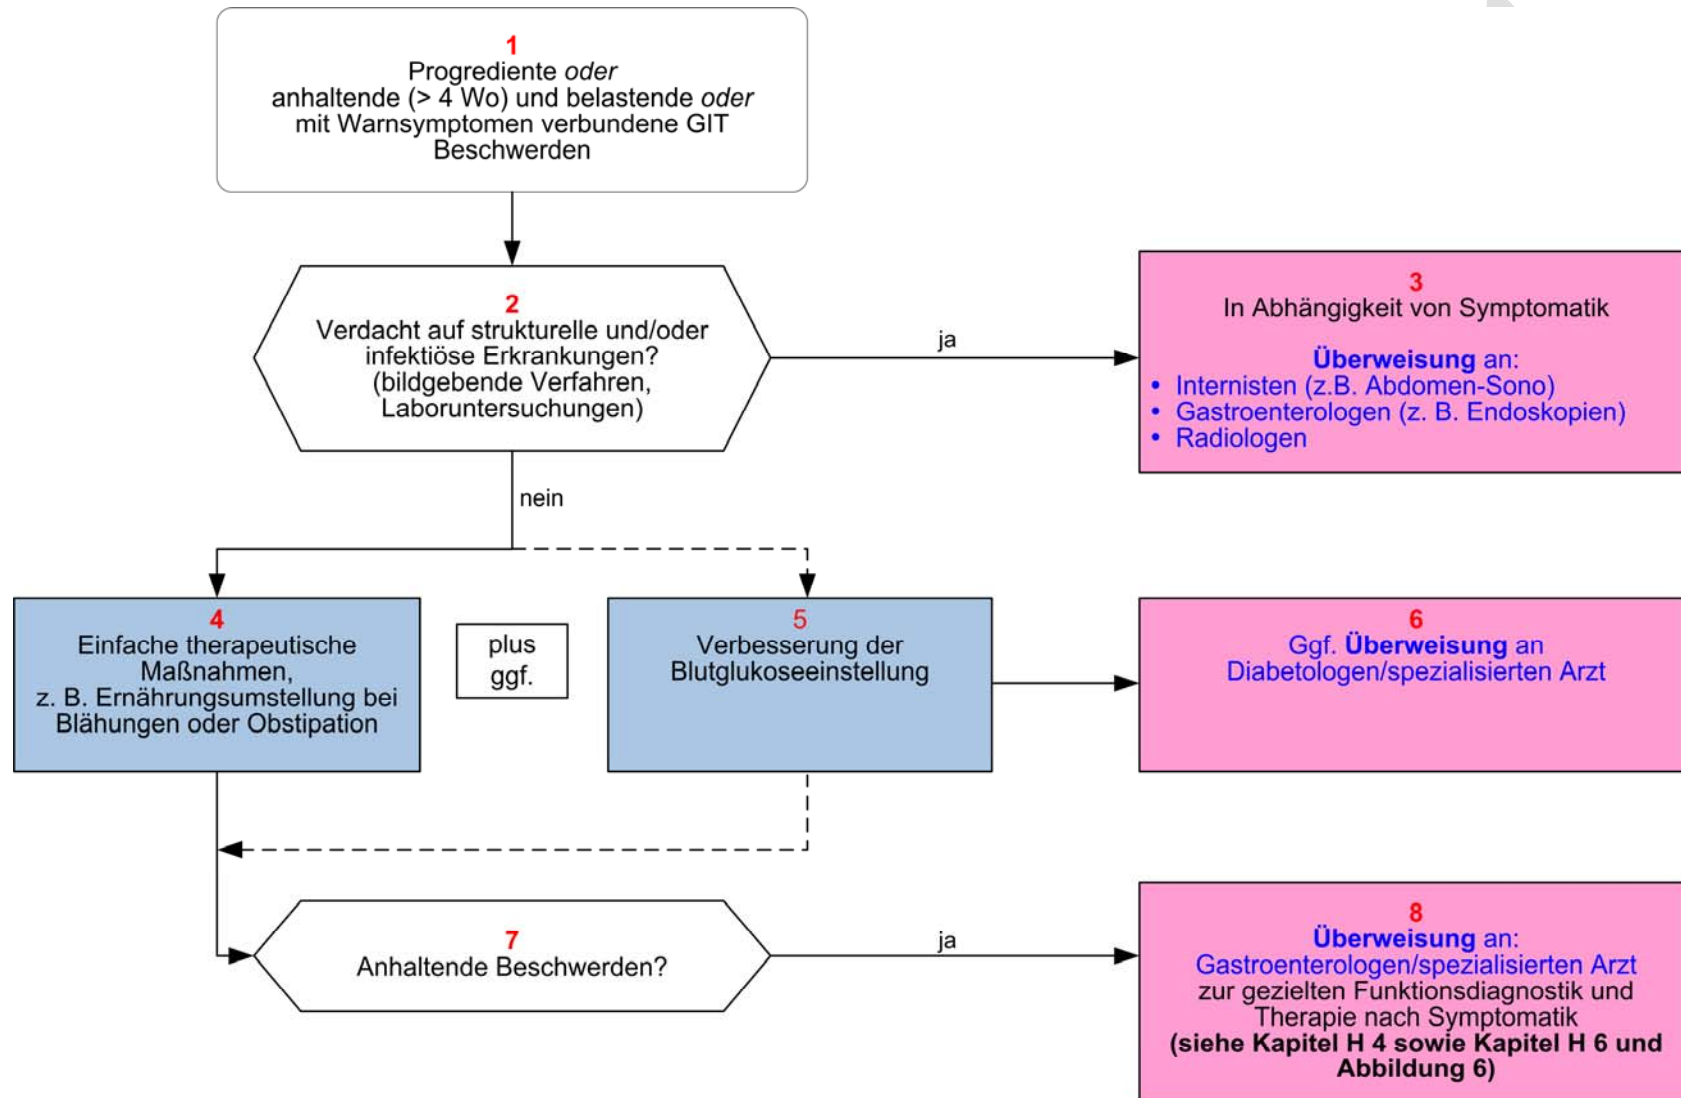 1
Progrediente oder
anhaltende (> 4 Wo) und belastende oder
mit Warnsymptomen verbundene GIT
Beschwerden
2
Verdacht auf strukturelle und/oder
infektiöse Erkrankungen?
(bildgebende Verfahren,
Laboruntersuchungen)
ja
3
In Abhängigkeit von Symptomatik
Überweisung an:
• Internisten (z.B. Abdomen-Sono)
• Gastroenterologen (z. B. Endoskopien)
• Radiologen
nein
4
Einfache therapeutische
Maßnahmen,
z. B. Ernährungsumstellung bei
Blähungen oder Obstipation
plus
ggf.
5
Verbesserung der
Blutglukoseeinstellung
6
Ggf. Überweisung an
Diabetologen/spezialisierten Arzt
7
Anhaltende Beschwerden?
ja
8
Überweisung an:
Gastroenterologen/spezialisierten Arzt
zur gezielten Funktionsdiagnostik und
Therapie nach Symptomatik
(siehe Kapitel H 4 sowie Kapitel H 6 und
Abbildung 6)